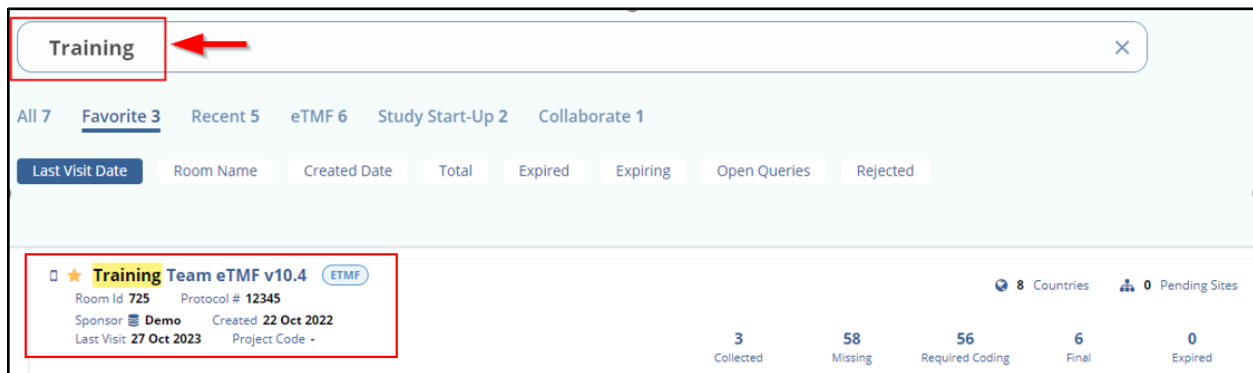 Training
All 7 Favorite 3 Recent 5 eTMF 6 Study Start-Up 2 Collaborate 1
Last Visit Date Room Name Created Date Total Expired Expiring Open Queries Rejected
Training Team eTMF v10.4 ETMF
8 Countries 0 Pending Sites
Room Id 725 Protocol # 12345
Sponsor Demo Created 22 Oct 2022
Last Visit 27 Oct 2023 Project Code -
3 58 56 6 0
Collected Missing Required Coding Final Expired